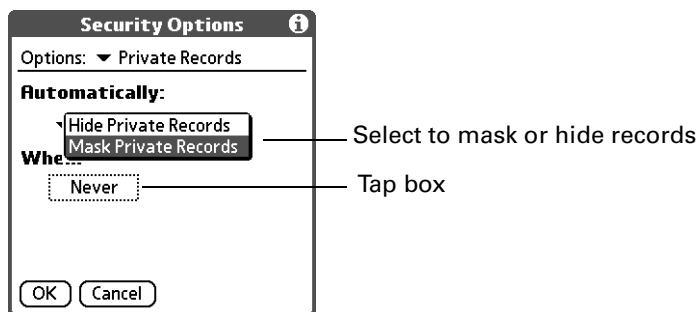 Security Options i
Options: Private Records
Automatically:
Hide Private Records
Mask Private Records
Select to mask or hide records
Whe...
Never
Tap box
OK Cancel